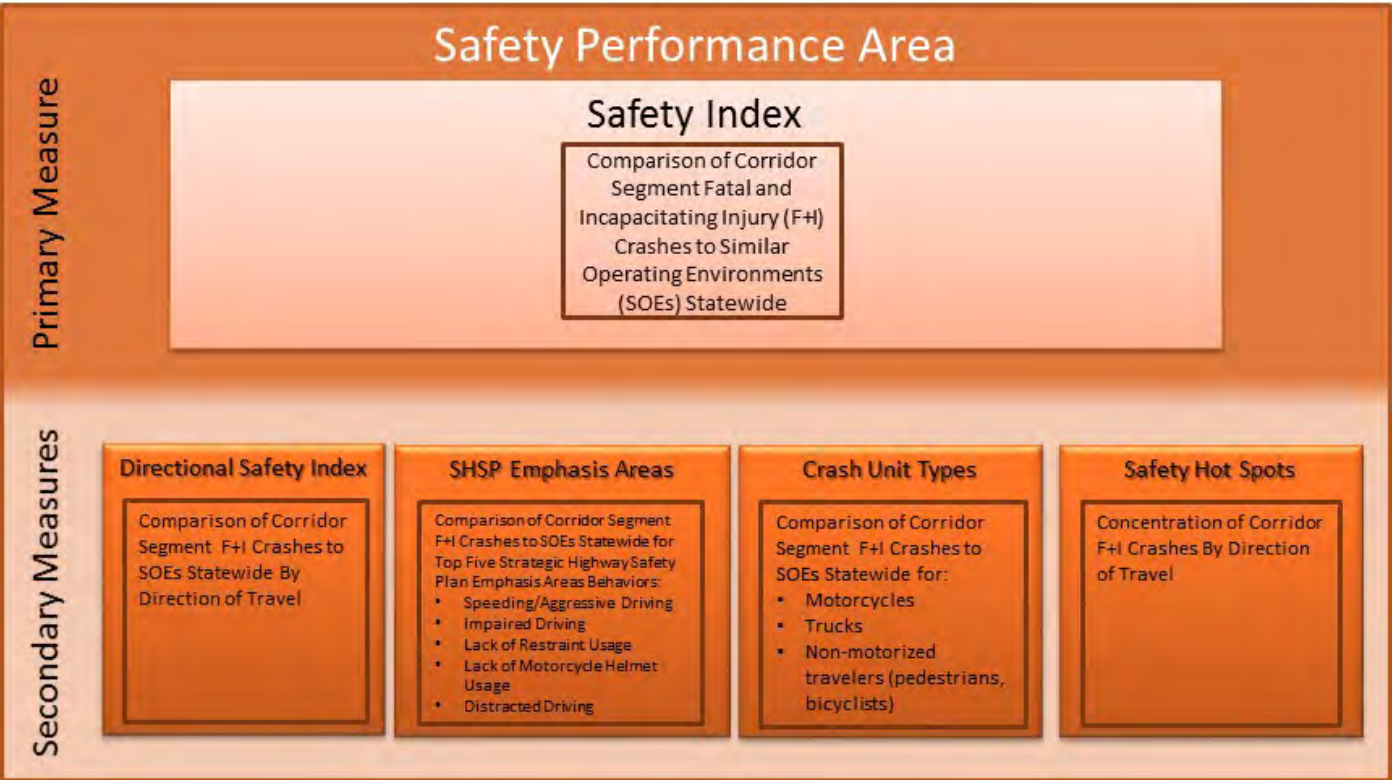 Safety Performance Area
Primary Measure
Safety Index
Comparison of Corridor
Segment Fatal and
Incapacitating Injury (F+I)
Crashes to Similar
Operating Environments
(SOEs) Statewide
Secondary Measures
Directional Safety Index
Comparison of Corridor
Segment F+I Crashes to
SOEs Statewide By
Direction of Travel
SHSP Emphasis Areas
Comparison of Corridor Segment
F+I Crashes to SOEs Statewide for
Top Five Strategic Highway Safety
Plan Emphasis Areas Behaviors:
• Speeding/Aggressive Driving
• Impaired Driving
• Lack of Restraint Usage
• Lack of Motorcycle Helmet
Usage
• Distracted Driving
Crash Unit Types
Comparison of Corridor
Segment F+I Crashes to
SOEs Statewide for:
• Motorcycles
• Trucks
• Non-motorized
travelers (pedestrians,
bicyclists)
Safety Hot Spots
Concentration of Corridor
F+I Crashes By Direction
of Travel